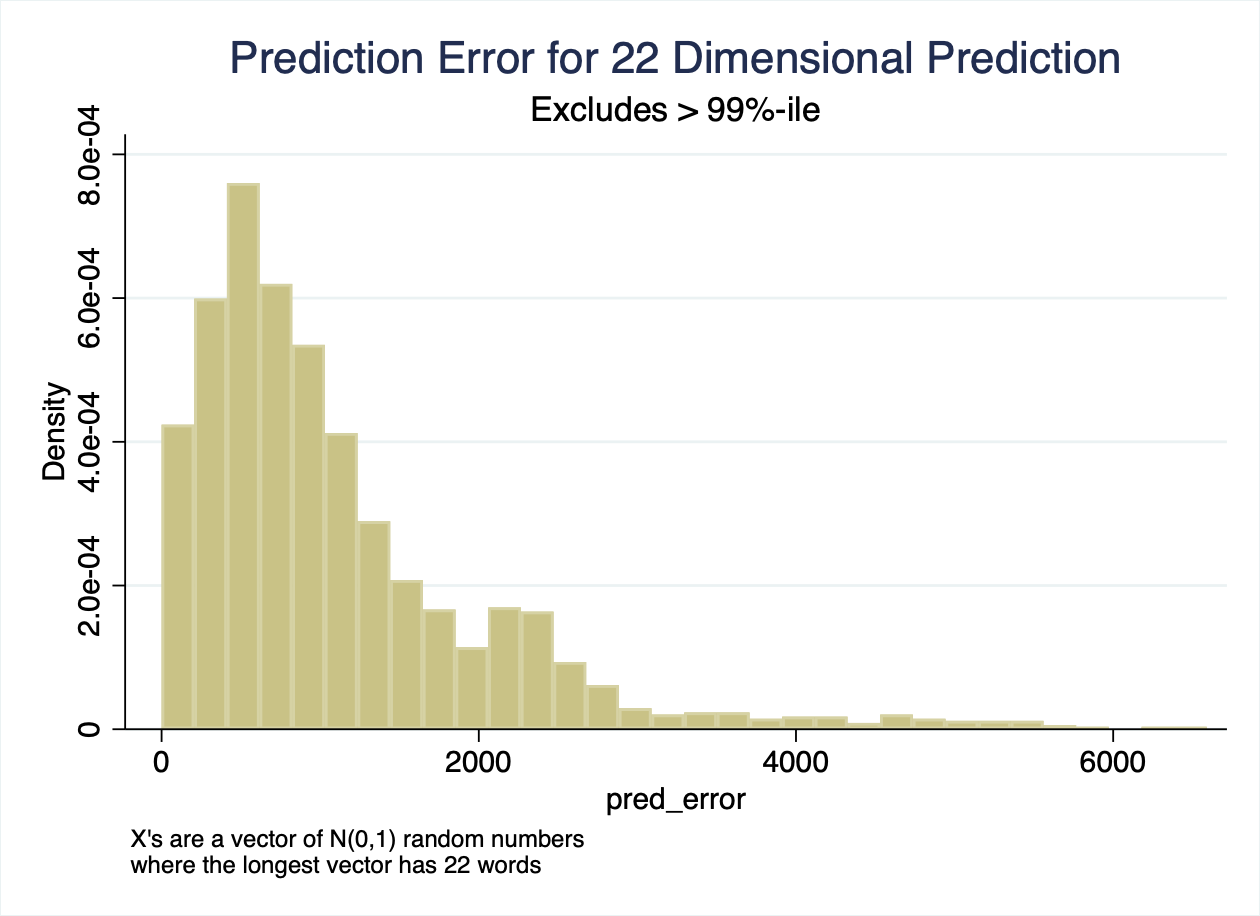 Prediction Error for 22 Dimensional Prediction
Excludes > 99%-ile
Density
8.0e-04
6.0e-04
4.0e-04
2.0e-04
0
0 2000 4000 6000
pred_error
X's are a vector of N(0,1) random numbers
where the longest vector has 22 words